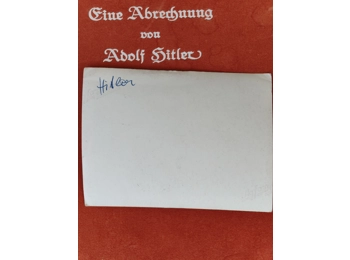 Eine Abrechnung
von
Adolf Hitler
Hitler